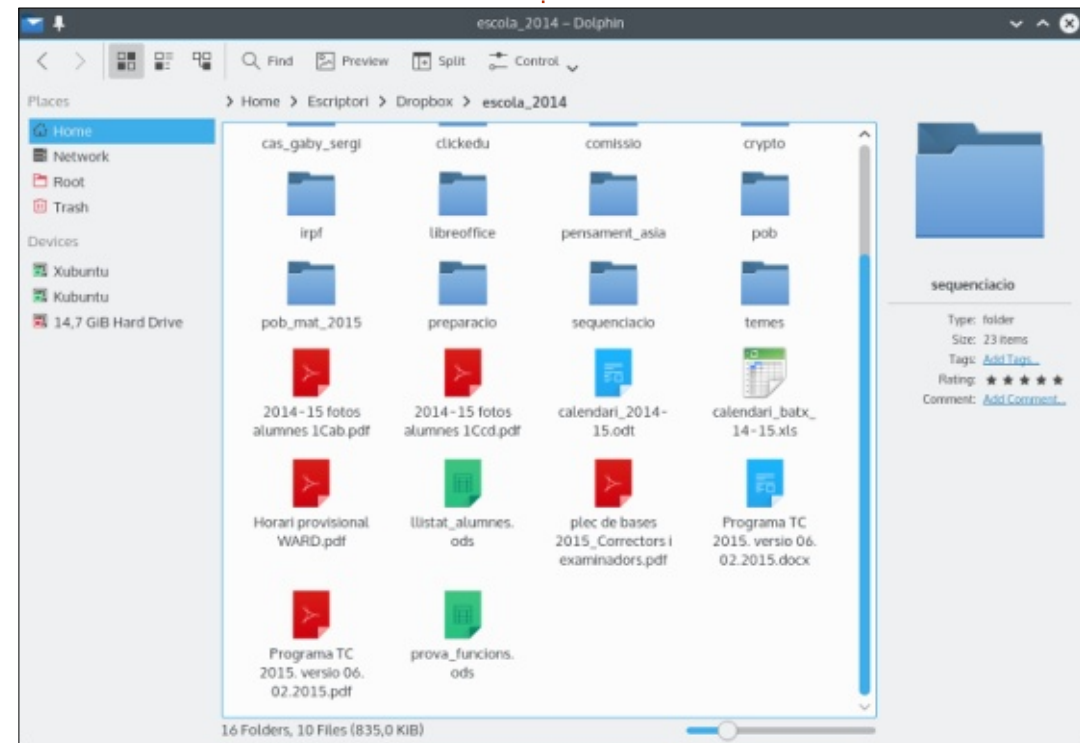 escola_2014 – Dolphin
Find Preview Split Control
Places
> Home > Escriptori > Dropbox > escola_2014
Home
Network
Root
Trash
Devices
Xubuntu
Kubuntu
14,7 GiB Hard Drive
cas_gaby_sergi clickedu comissio crypto
irpf libreoffice pensament_asia pob
pob_mat_2015 preparacio sequenciacio temes
2014-15 fotos
alumnes 1Cab.pdf
2014-15 fotos
alumnes 1Ccd.pdf
calendari_2014-
15.odt
calendari_batx_
14-15.xls
Horari provisional
WARD.pdf
llistat_alumnes.
ods
plec de bases
2015_Correctors i
examinadors.pdf
Programa TC
2015. versio 06.
02.2015.docx
Programa TC
2015. versio 06.
02.2015.pdf
prova_funcions.
ods
16 Folders, 10 Files (835,0 KiB)
sequenciacio
Type: folder
Size: 23 items
Tags: Add Tags...
Rating: ★ ★ ★ ★ ★
Comment: Add Comment...